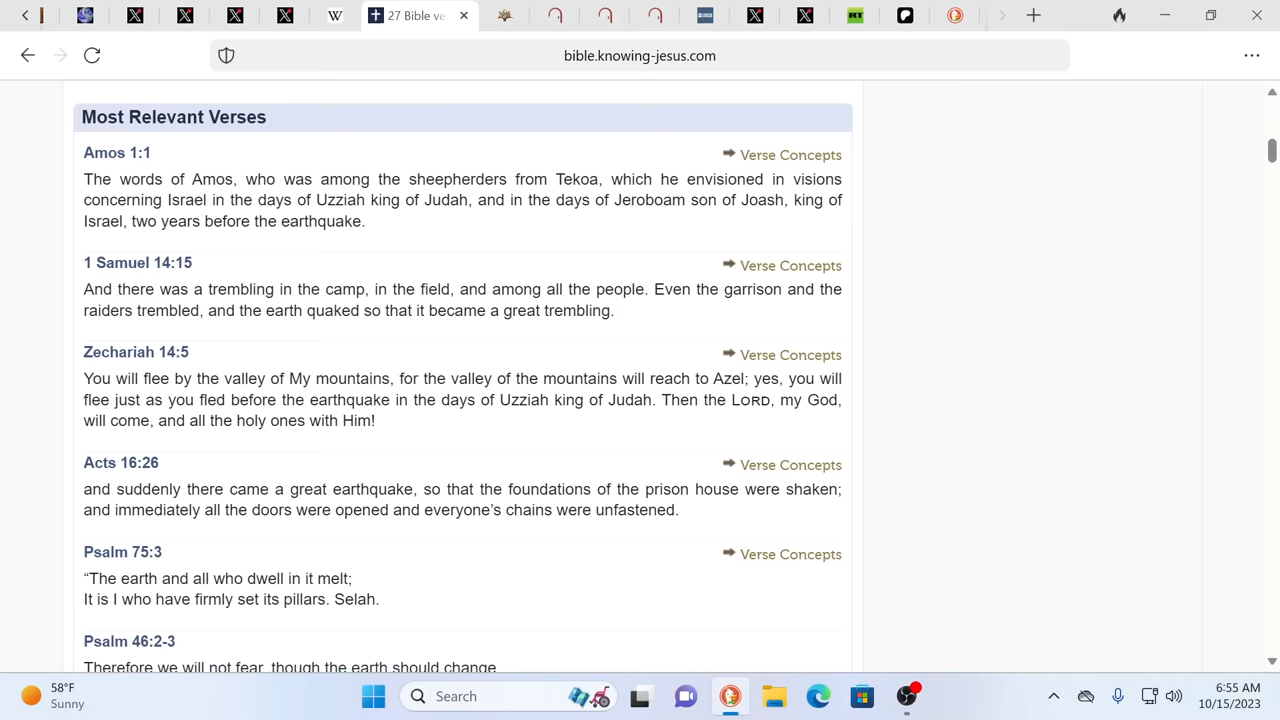 27 Bible ve
RT
bible.knowing-jesus.com
Most Relevant Verses
Amos 1:1
Verse Concepts
The words of Amos, who was among the sheepherders from Tekoa, which he envisioned in visions
concerning Israel in the days of Uzziah king of Judah, and in the days of Jeroboam son of Joash, king of
Israel, two years before the earthquake.
1 Samuel 14:15
Verse Concepts
And there was a trembling in the camp, in the field, and among all the people. Even the garrison and the
raiders trembled, and the earth quaked so that it became a great trembling.
Zechariah 14:5
Verse Concepts
You will flee by the valley of My mountains, for the valley of the mountains will reach to Azel; yes, you will
flee just as you fled before the earthquake in the days of Uzziah king of Judah. Then the LORD, my God,
will come, and all the holy ones with Him!
Acts 16:26
Verse Concepts
and suddenly there came a great earthquake, so that the foundations of the prison house were shaken;
and immediately all the doors were opened and everyone’s chains were unfastened.
Psalm 75:3
Verse Concepts
“The earth and all who dwell in it melt;
It is I who have firmly set its pillars. Selah.
Psalm 46:2-3
Therefore we will not fear, though the earth should change
58°F
Sunny
Search
6:55 AM
10/15/2023